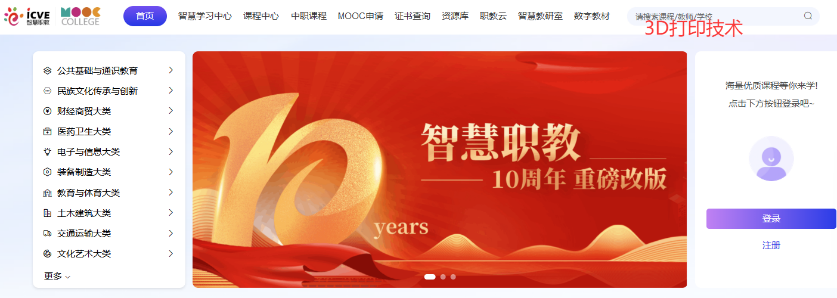 icve 智慧职教
MOOC COLLEGE
首页 智慧学习中心 课程中心 中职课程 MOOC申请 证书查询 资源库 职教云 智慧教研室 数字教材
请搜索课程/教师/学校
3D打印技术
公共基础与通识教育
民族文化传承与创新
财经商贸大类
医药卫生大类
电子与信息大类
装备制造大类
教育与体育大类
土木建筑大类
交通运输大类
文化艺术大类
更多
10
years
智慧职教
10周年 重磅改版
海量优质课程等你来学!
点击下方按钮登录吧~
登录
注册